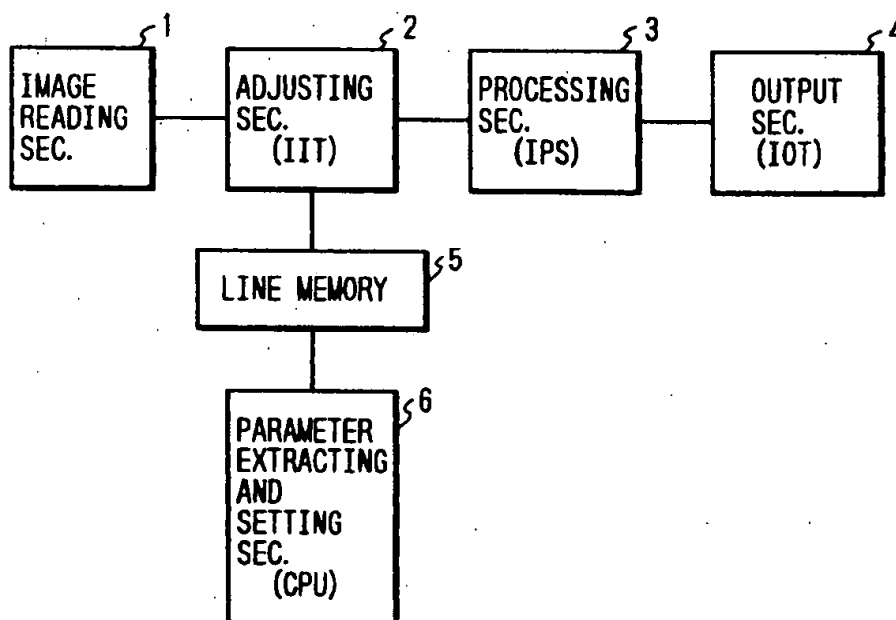 1
IMAGE
READING
SEC.
2
ADJUSTING
SEC.
(IIT)
3
PROCESSING
SEC.
(IPS)
4
OUTPUT
SEC.
(IOT)
5
LINE MEMORY
6
PARAMETER
EXTRACTING
AND
SETTING
SEC.
(CPU)